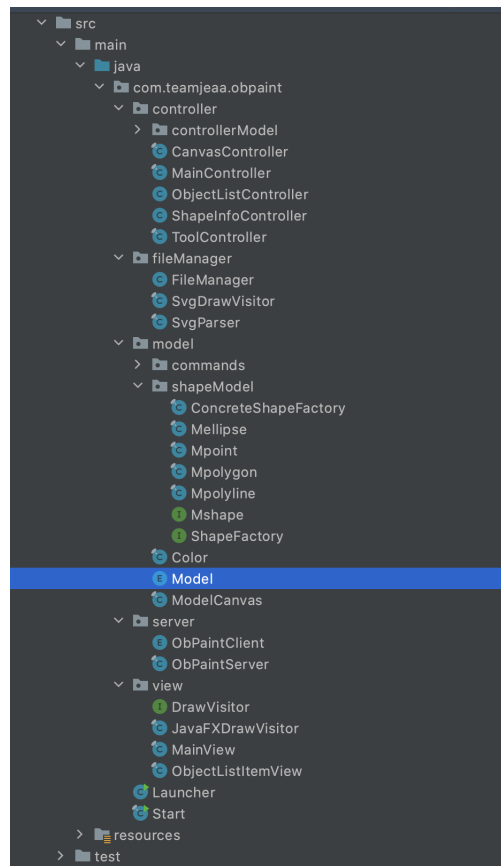 src
main
java
com.teamjeaa.obpaint
controller
controllerModel
CanvasController
MainController
ObjectListController
ShapeInfoController
ToolController
fileManager
FileManager
SvgDrawVisitor
SvgParser
model
commands
shapeModel
ConcreteShapeFactory
Mellipse
Mpoint
Mpolygon
Mpolyline
Mshape
ShapeFactory
Color
Model
ModelCanvas
server
ObPaintClient
ObPaintServer
view
DrawVisitor
JavaFXDrawVisitor
MainView
ObjectListItemView
Launcher
Start
resources
test